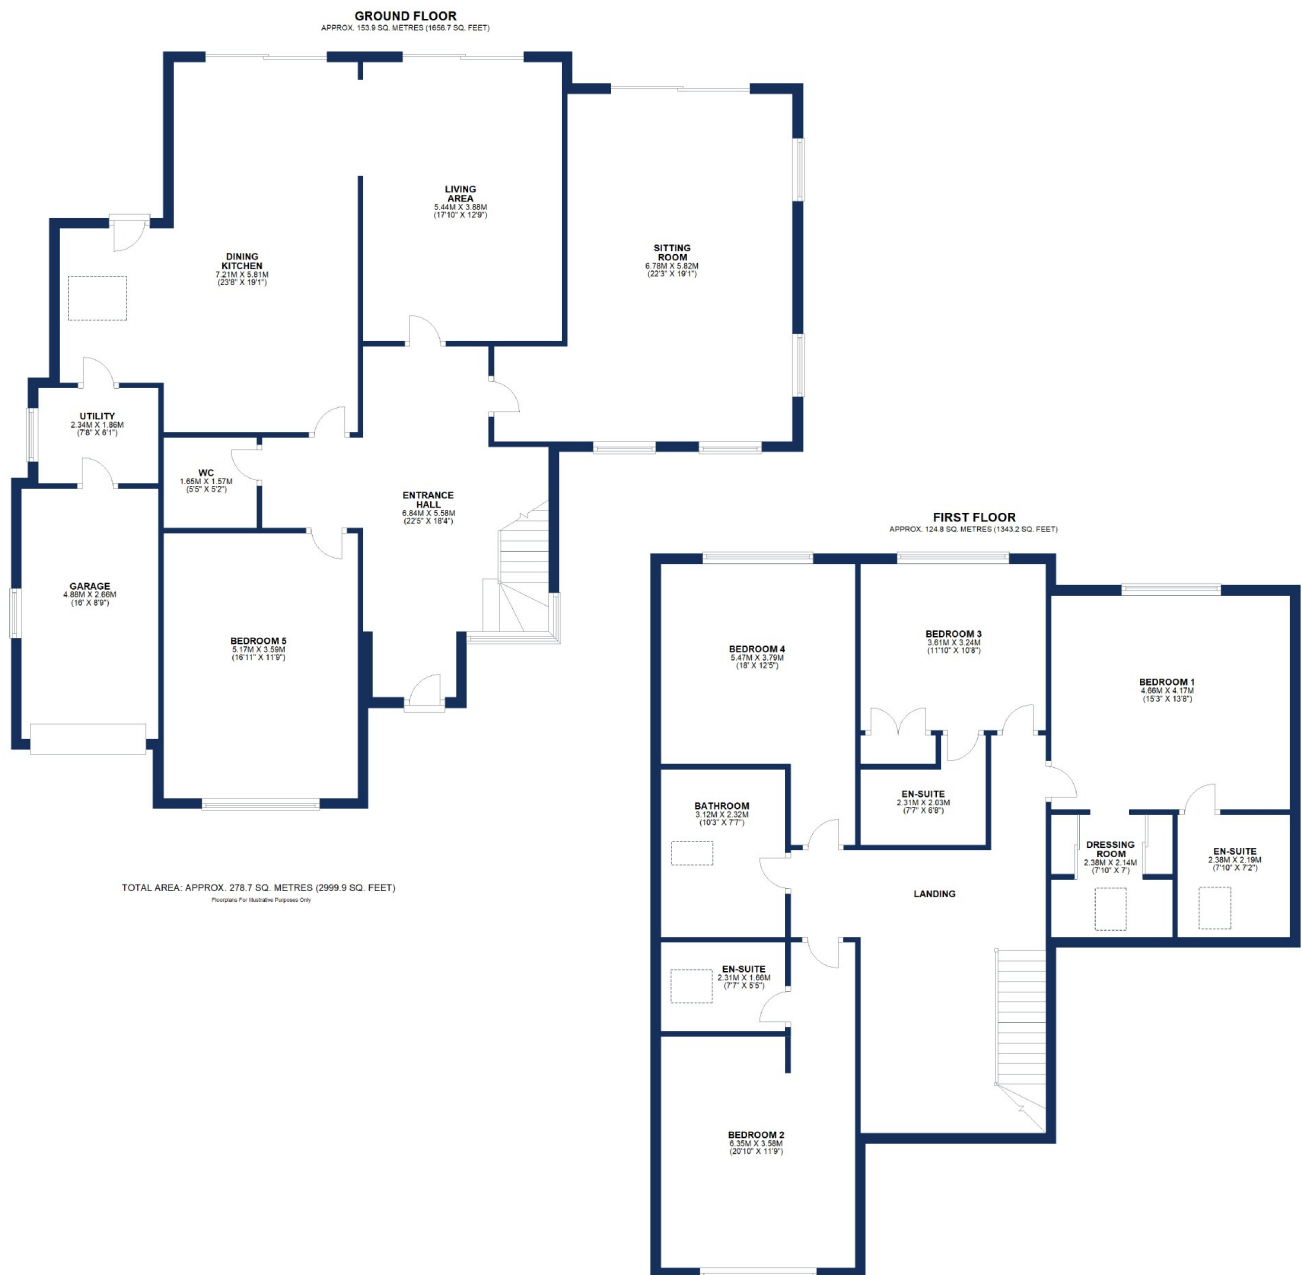 GROUND FLOOR
APPROX. 153.9 SQ. METRES (1656.7 SQ. FEET)
LIVING
AREA
5.44M X 3.88M
(17'10" X 12'9")
SITTING
ROOM
6.78M X 5.82M
(22'3" X 19'1")
DINING
KITCHEN
7.21M X 5.81M
(23'8" X 19'1")
UTILITY
2.34M X 1.86M
(7'8" X 6'1")
WC
1.65M X 1.57M
(5'5" X 5'2")
ENTRANCE
HALL
6.84M X 5.58M
(22'5" X 18'4")
GARAGE
4.88M X 2.66M
(16' X 8'9")
BEDROOM 5
5.17M X 3.59M
(16'11" X 11'9")
TOTAL AREA: APPROX. 278.7 SQ. METRES (2999.9 SQ. FEET)
Floorplans For Illustrative Purposes Only
FIRST FLOOR
APPROX. 124.8 SQ. METRES (1343.2 SQ. FEET)
BEDROOM 4
5.47M X 3.79M
(18' X 12'5")
BEDROOM 3
3.61M X 3.24M
(11'10" X 10'8")
BEDROOM 1
4.66M X 4.17M
(15'3" X 13'8")
BATHROOM
3.12M X 2.32M
(10'3" X 7'7")
EN-SUITE
2.31M X 2.03M
(7'7" X 6'8")
DRESSING
ROOM
2.38M X 2.14M
(7'10" X 7')
EN-SUITE
2.38M X 2.19M
(7'10" X 7'2")
LANDING
EN-SUITE
2.31M X 1.66M
(7'7" X 5'5")
BEDROOM 2
6.35M X 3.58M
(20'10" X 11'9")